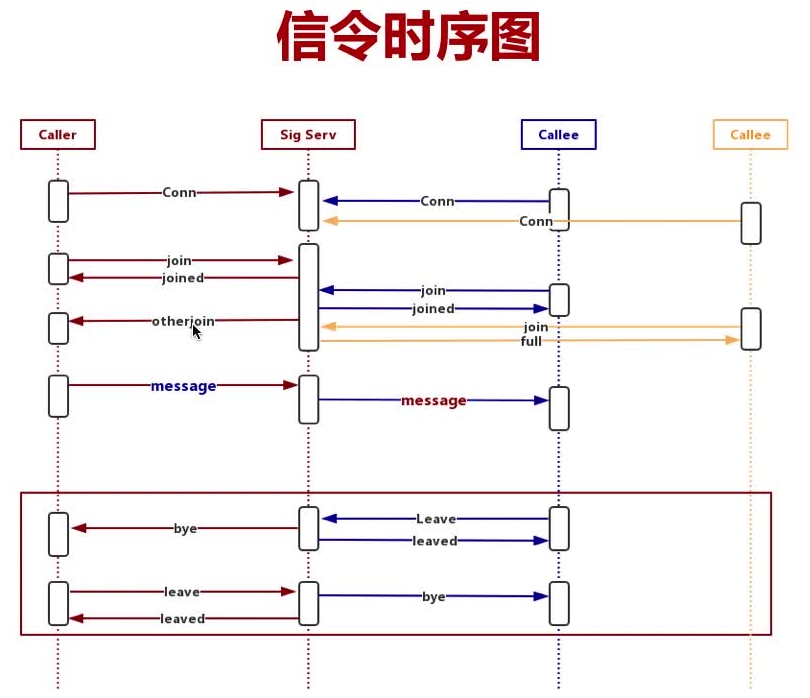 信令时序图
Caller
Sig Serv
Callee
Callee
Conn
Conn
Conn
join
joined
join
joined
otherjoin
join
full
message
message
Leave
bye
leaved
leave
bye
leaved